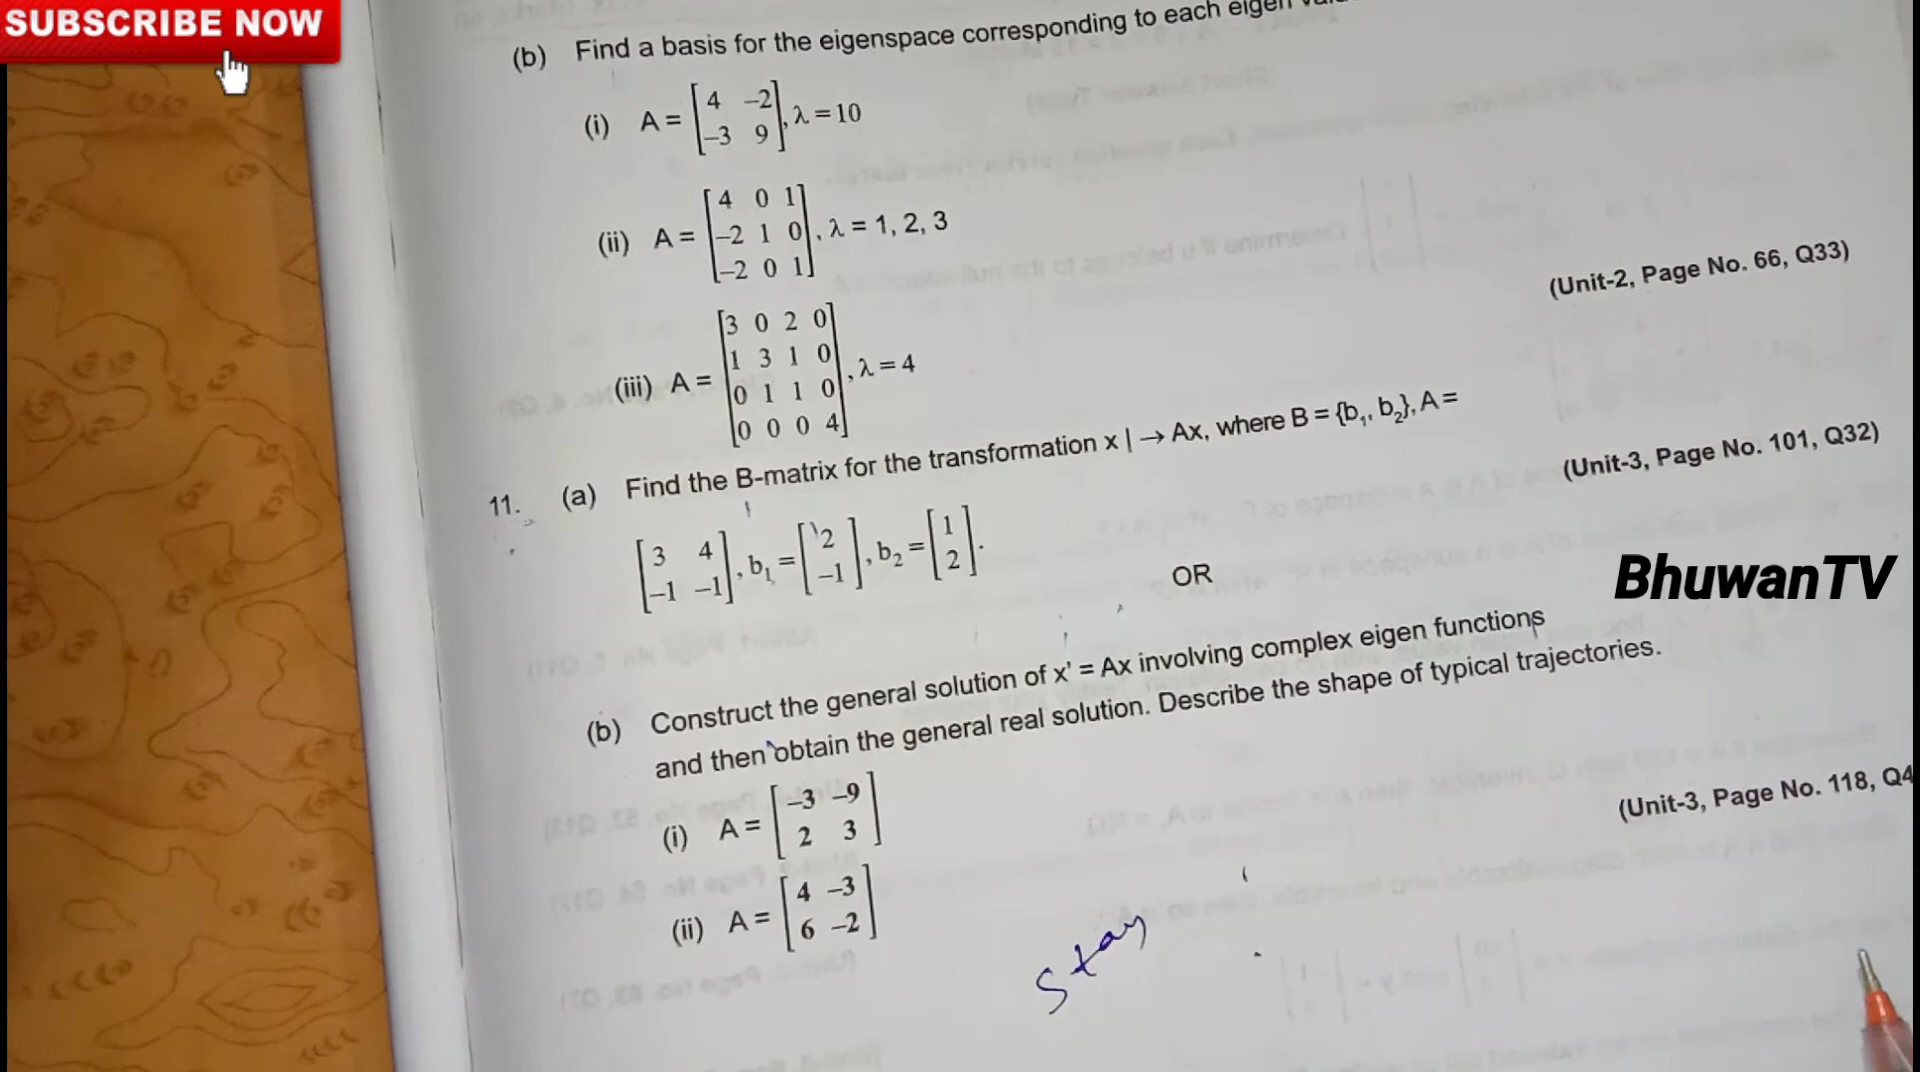 SUBSCRIBE NOW
(b) Find a basis for the eigenspace corresponding to each eigen
(i) A = [4 −2; −3 9], λ = 10
(ii) A = [4 0 1; −2 1 0; −2 0 1], λ = 1, 2, 3
(Unit-2, Page No. 66, Q33)
(iii) A = [3 0 2 0; 1 3 1 0; 0 1 1 0; 0 0 0 4], λ = 4
11. (a) Find the B-matrix for the transformation x | → Ax, where B = {b₁, b₂}, A =
[3 4; −1 −1], b₁ = [2; −1], b₂ = [1; 2].
(Unit-3, Page No. 101, Q32)
OR
BhuwanTV
(b) Construct the general solution of x' = Ax involving complex eigen functions
and then obtain the general real solution. Describe the shape of typical trajectories.
(i) A = [−3 −9; 2 3]
(ii) A = [4 −3; 6 −2]
(Unit-3, Page No. 118, Q4
Stay